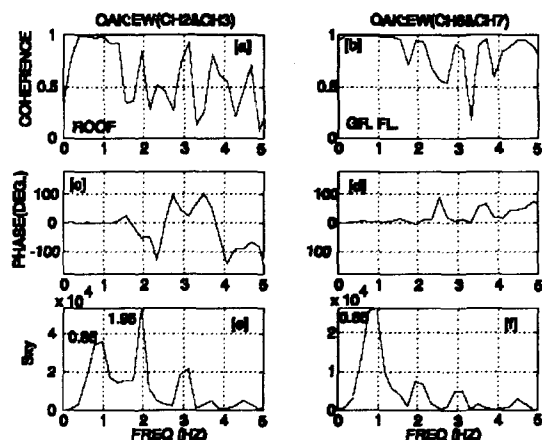 OAK:EW(CH2&CH3)
OAK:EW(CH6&CH7)
1
[a]
COHERENCE
0.5
ROOF
0
0 1 2 3 4 5
1
[b]
0.5
GR. FL.
0
0 1 2 3 4 5
[c]
100
PHASE(DEG.)
0
-100
0 1 2 3 4 5
[d]
100
0
100
0 1 2 3 4 5
x 10^4
0.85
1.95
[e]
4
Sxy
2
0
0 1 2 3 4 5
FREQ (HZ)
x 10^4
0.85
[f]
2
1
0
0 1 2 3 4 5
FREQ (HZ)